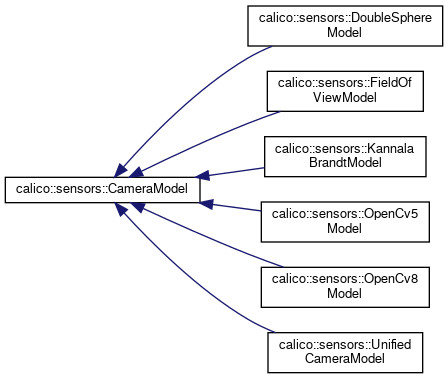 calico::sensors::DoubleSphere
Model
calico::sensors::FieldOf
ViewModel
calico::sensors::Kannala
BrandtModel
calico::sensors::CameraModel
calico::sensors::OpenCv5
Model
calico::sensors::OpenCv8
Model
calico::sensors::Unified
CameraModel